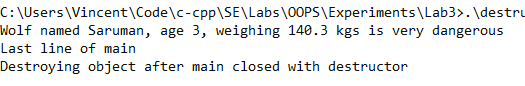 C:\Users\Vincent\Code\c-cpp\SE\Labs\OOPS\Experiments\Lab3>.\destru
Wolf named Saruman, age 3, weighing 140.3 kgs is very dangerous
Last line of main
Destroying object after main closed with destructor